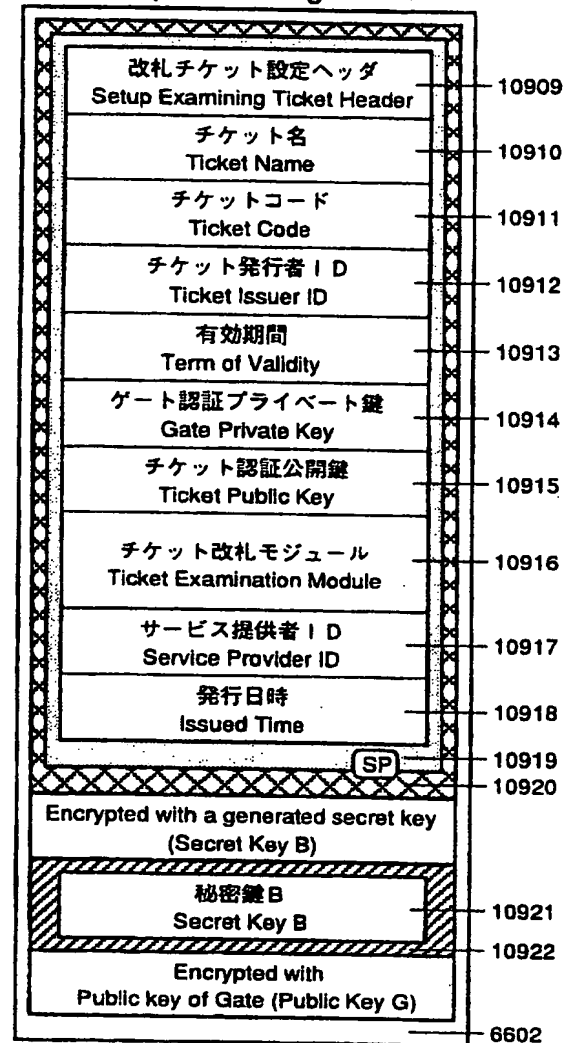 改札チケット設定ヘッダ
Setup Examining Ticket Header
10909
チケット名
Ticket Name
10910
チケットコード
Ticket Code
10911
チケット発行者ID
Ticket Issuer ID
10912
有効期間
Term of Validity
10913
ゲート認証プライベート鍵
Gate Private Key
10914
チケット認証公開鍵
Ticket Public Key
10915
チケット改札モジュール
Ticket Examination Module
10916
サービス提供者ID
Service Provider ID
10917
発行日時
Issued Time
10918
SP
10919
10920
Encrypted with a generated secret key
(Secret Key B)
秘密鍵B
Secret Key B
10921
10922
Encrypted with
Public key of Gate (Public Key G)
6602